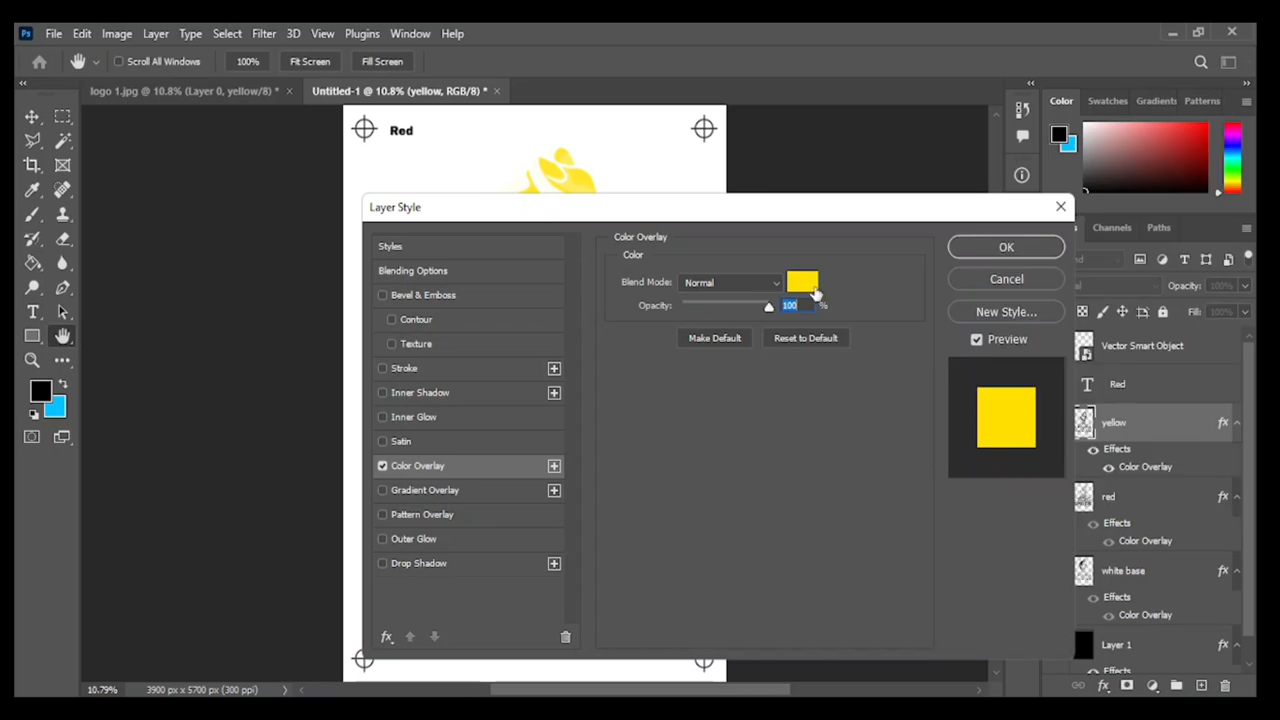 File Edit Image Layer Type Select Filter 3D View Plugins Window Help
Scroll All Windows 100% Fit Screen Fill Screen
logo 1.jpg @ 10.8% (Layer 0, yellow/8) * × Untitled-1 @ 10.8% (yellow, RGB/8) * ×
Color Swatches Gradients Patterns
Red
Layer Style
Styles
Blending Options
Bevel & Emboss
Contour
Texture
Stroke
Inner Shadow
Inner Glow
Satin
Color Overlay
Gradient Overlay
Pattern Overlay
Outer Glow
Drop Shadow
fx
Color Overlay
Color
Blend Mode: Normal
Opacity: 100 %
Make Default Reset to Default
OK
Cancel
New Style...
Preview
Channels Paths
Opacity:
Fill:
Vector Smart Object
T Red
yellow fx
Effects
Color Overlay
red fx
Effects
Color Overlay
white base fx
Effects
Color Overlay
Layer 1
10.79% 3900 px x 5700 px (300 ppi)